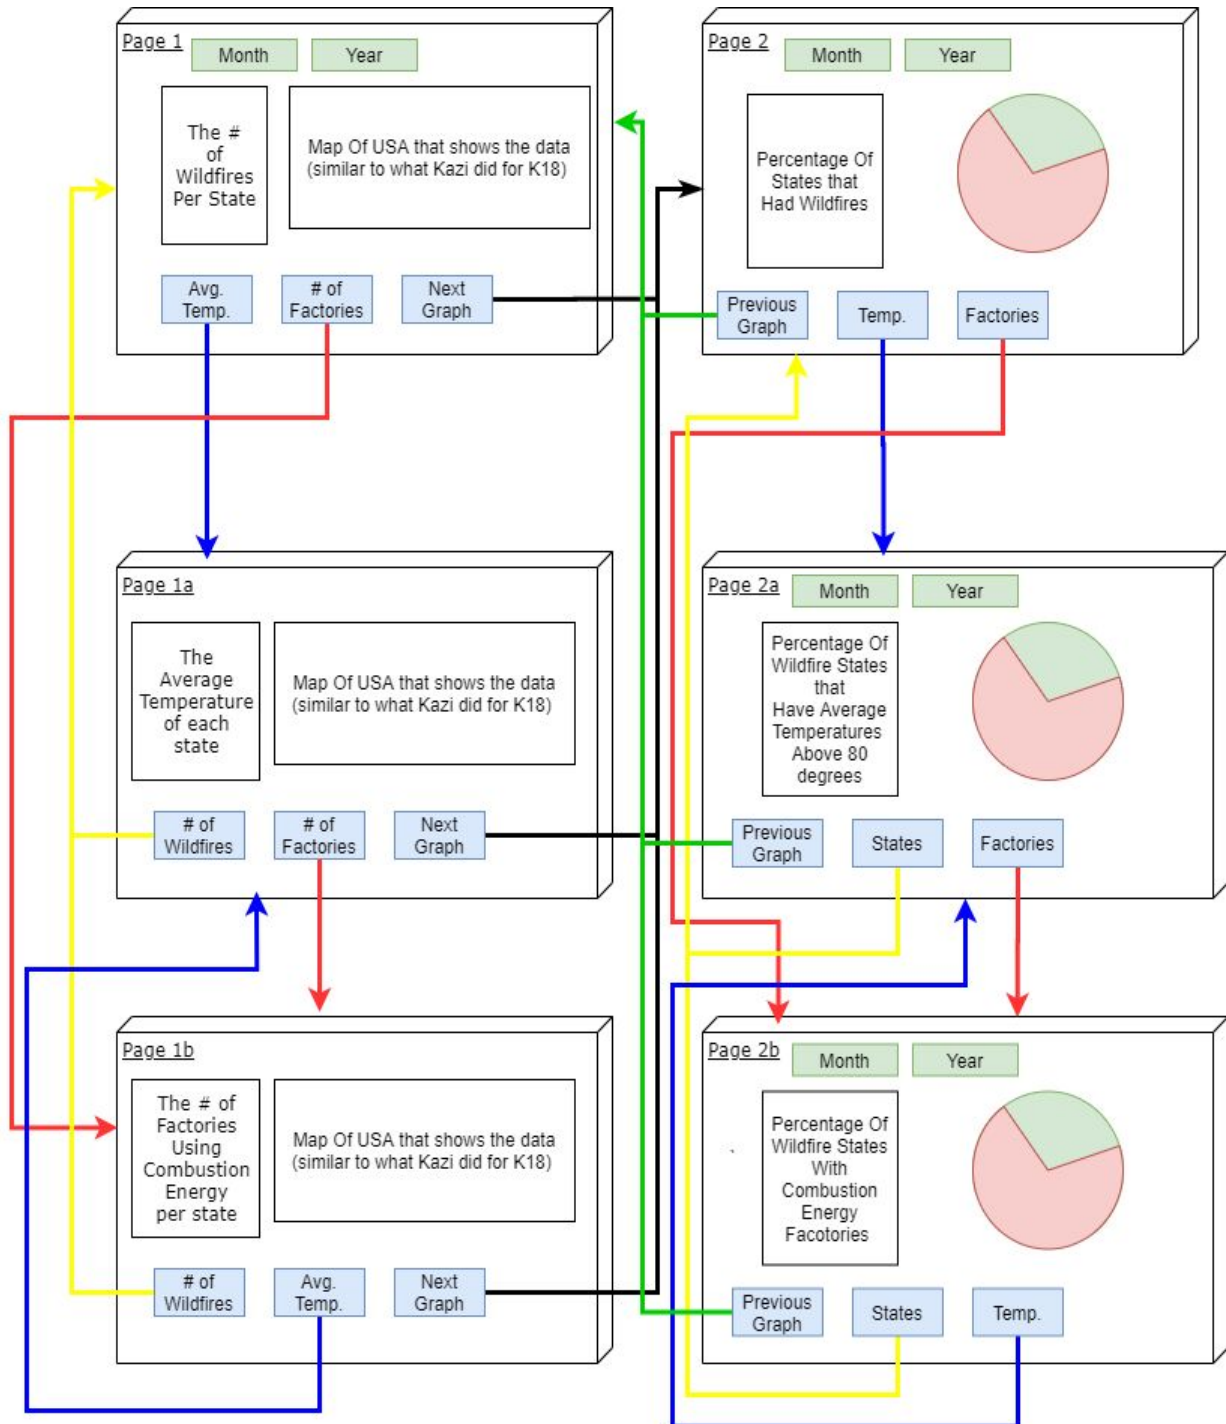 Page 1
Month
Year
The #
of
Wildfires
Per State
Map Of USA that shows the data
(similar to what Kazi did for K18)
Avg.
Temp.
# of
Factories
Next
Graph
Page 2
Month
Year
Percentage Of
States that
Had Wildfires
Previous
Graph
Temp.
Factories
Page 1a
The
Average
Temperature
of each
state
Map Of USA that shows the data
(similar to what Kazi did for K18)
# of
Wildfires
# of
Factories
Next
Graph
Page 2a
Month
Year
Percentage Of
Wildfire States
that
Have Average
Temperatures
Above 80
degrees
Previous
Graph
States
Factories
Page 1b
The # of
Factories
Using
Combustion
Energy
per state
Map Of USA that shows the data
(similar to what Kazi did for K18)
# of
Wildfires
Avg.
Temp.
Next
Graph
Page 2b
Month
Year
Percentage Of
Wildfire States
With
Combustion
Energy
Facotories
Previous
Graph
States
Temp.